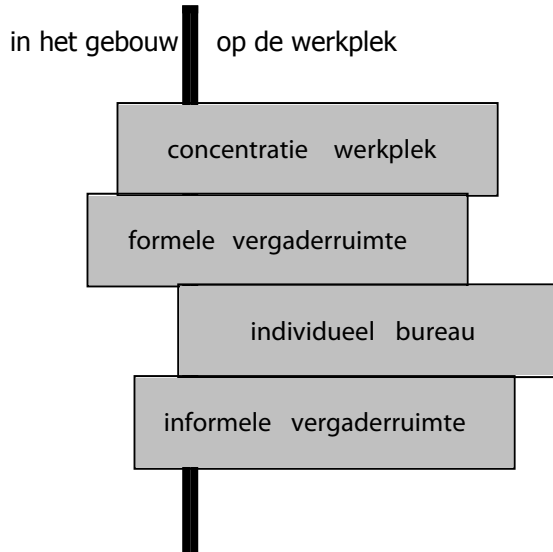 in het gebouw op de werkplek
concentratie werkplek
formele vergaderruimte
individueel bureau
informele vergaderruimte